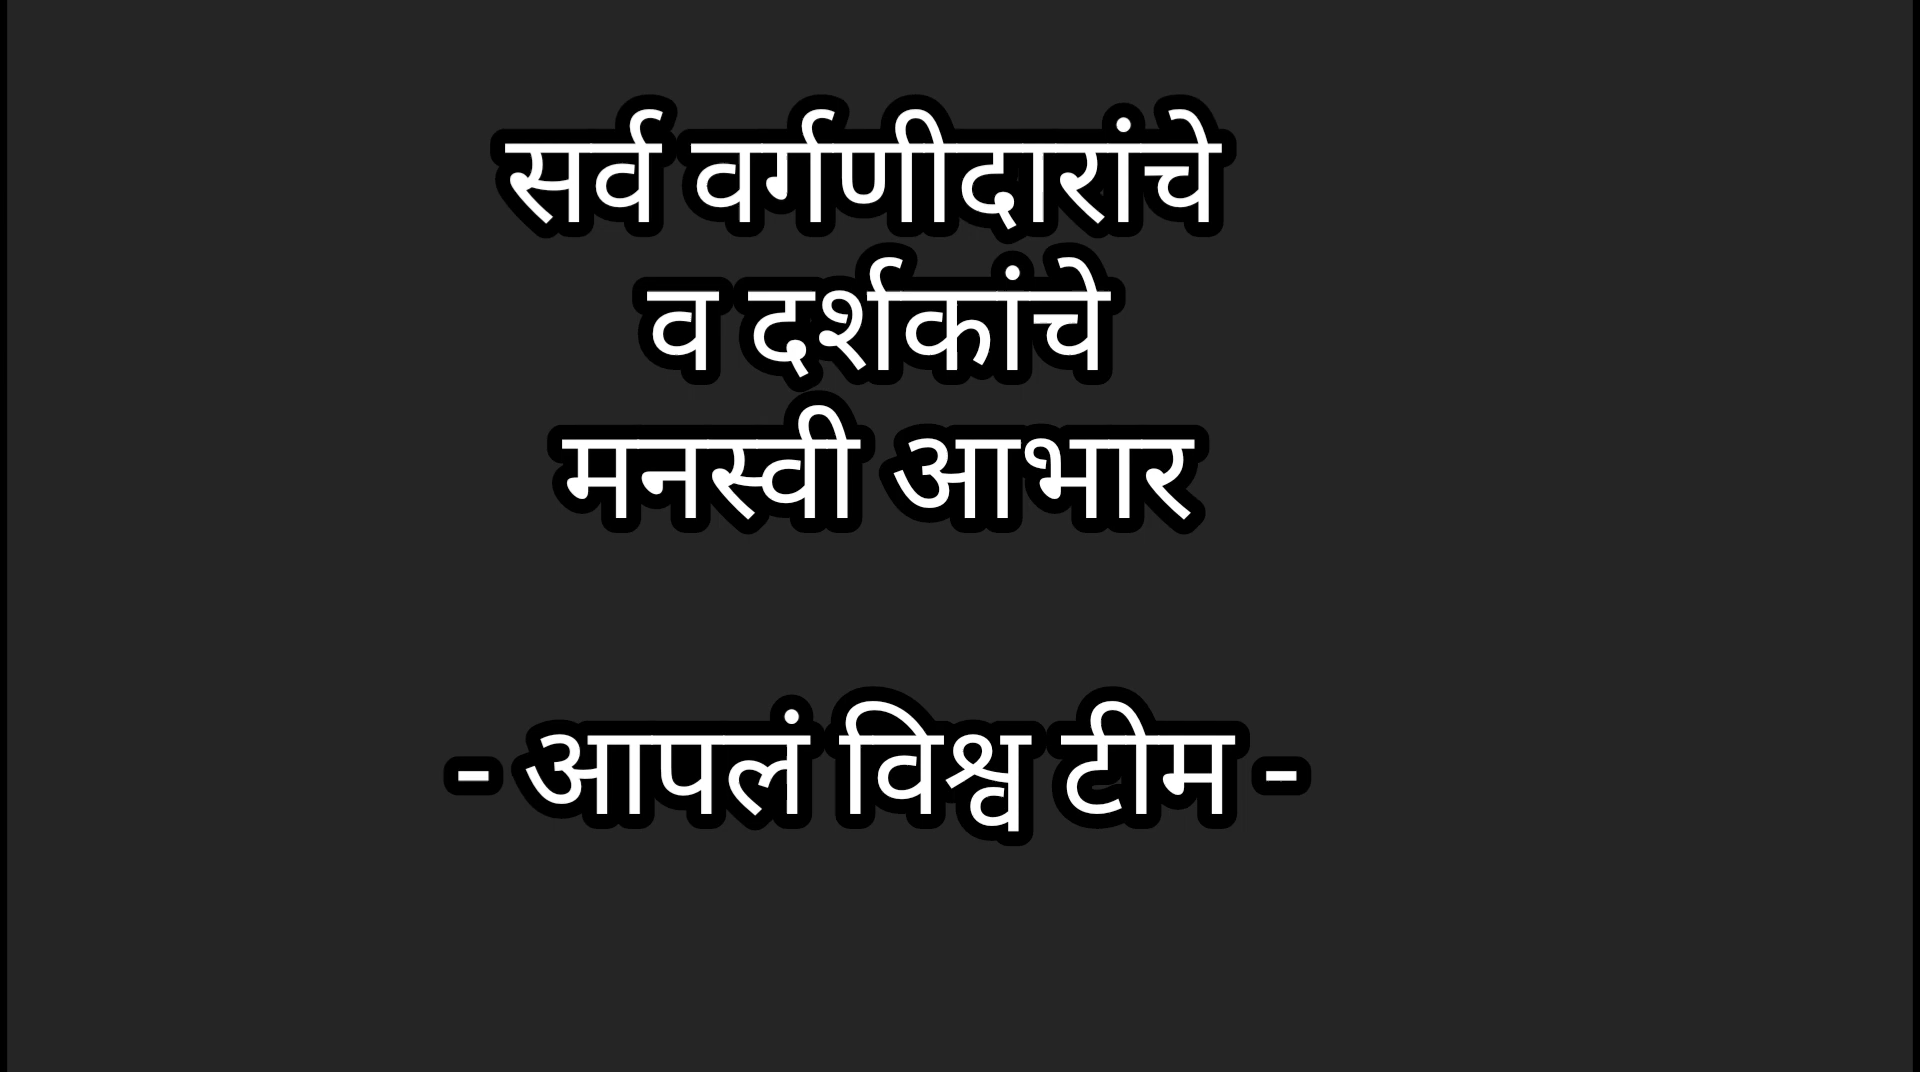 सर्व वर्गणीदारांचे
व दर्शकांचे
मनस्वी आभार
- आपलं विश्व टीम -